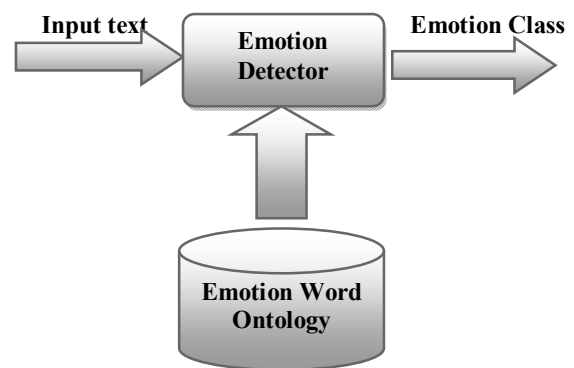 Input text
Emotion Detector
Emotion Class
Emotion Word
Ontology